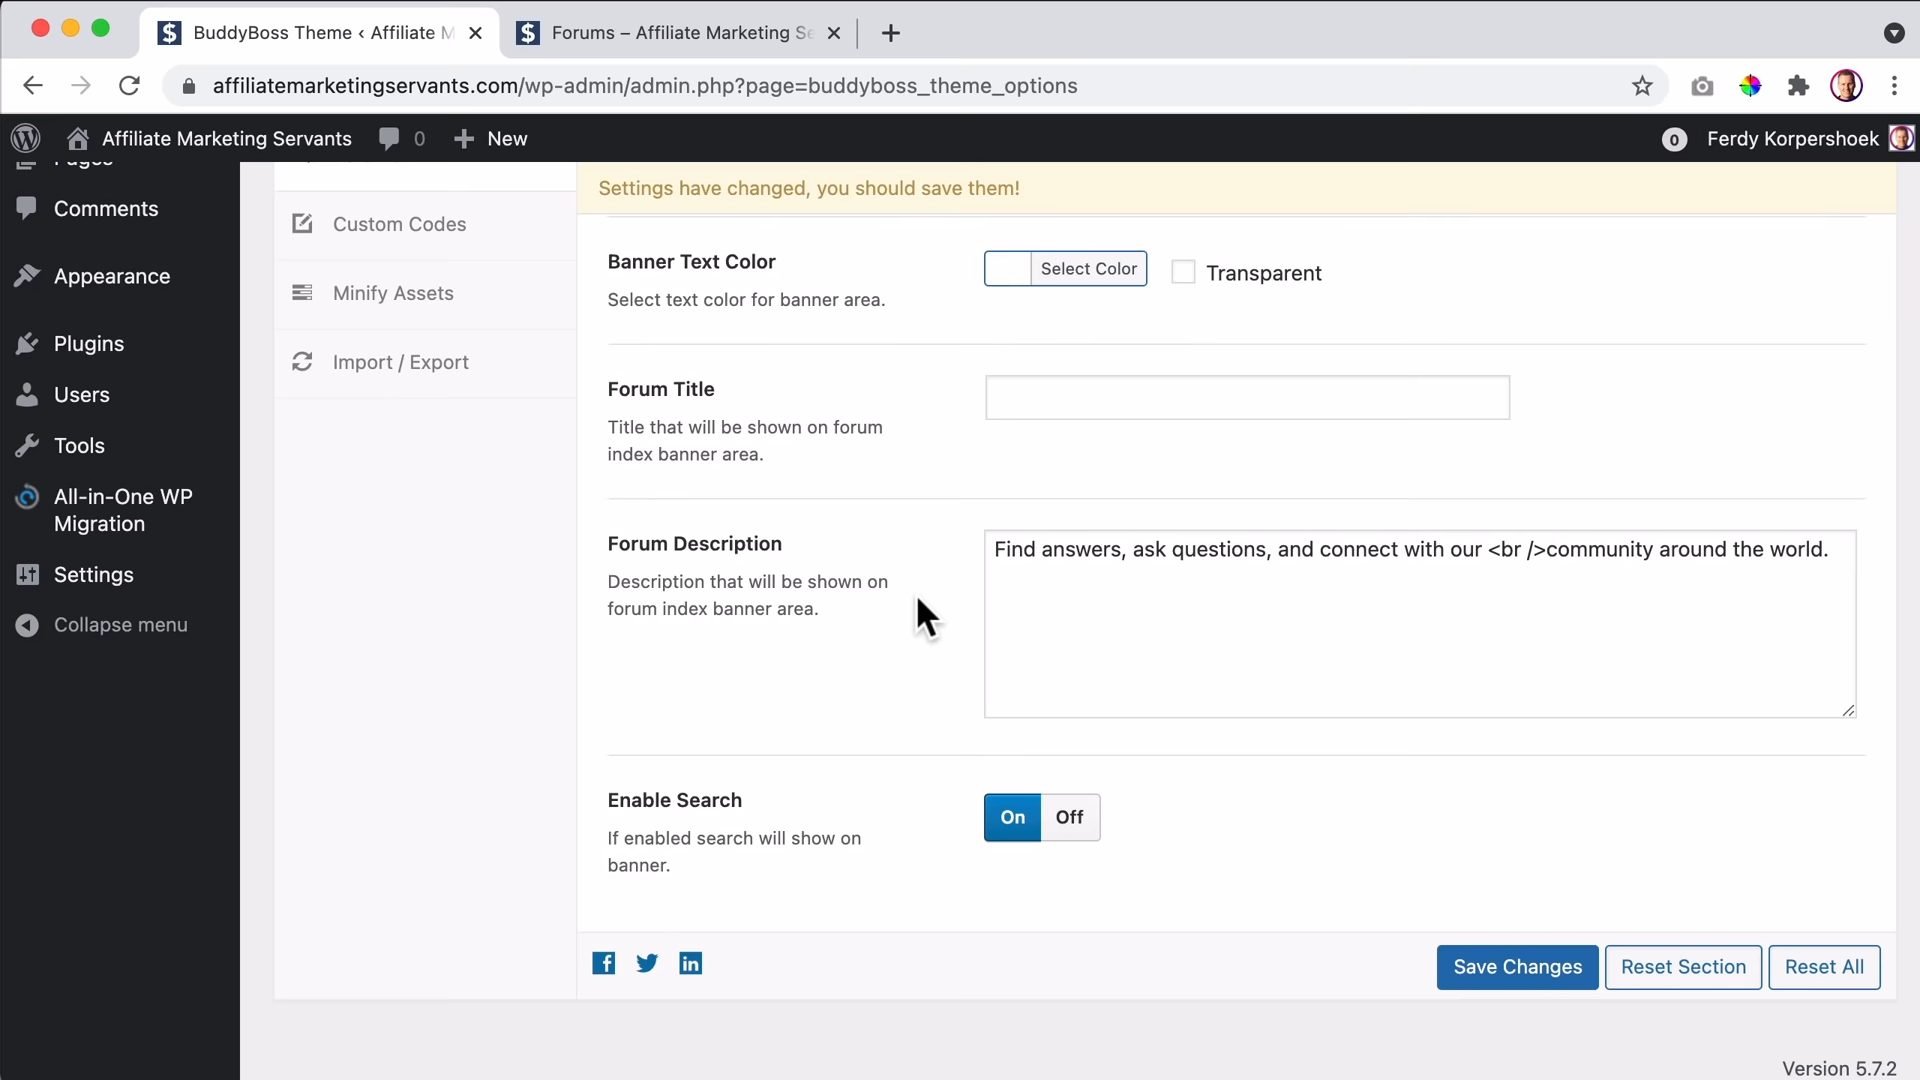 BuddyBoss Theme ‹ Affiliate M
Forums – Affiliate Marketing Se
affiliatemarketingservants.com/wp-admin/admin.php?page=buddyboss_theme_options
Affiliate Marketing Servants
0
New
0
Ferdy Korpershoek
Pages
Comments
Appearance
Plugins
Users
Tools
All-in-One WP
Migration
Settings
Collapse menu
Custom Codes
Minify Assets
Import / Export
Settings have changed, you should save them!
Banner Text Color
Select text color for banner area.
Select Color
Transparent
Forum Title
Title that will be shown on forum
index banner area.
Forum Description
Description that will be shown on
forum index banner area.
Find answers, ask questions, and connect with our <br />community around the world.
Enable Search
If enabled search will show on
banner.
On
Off
Save Changes
Reset Section
Reset All
Version 5.7.2